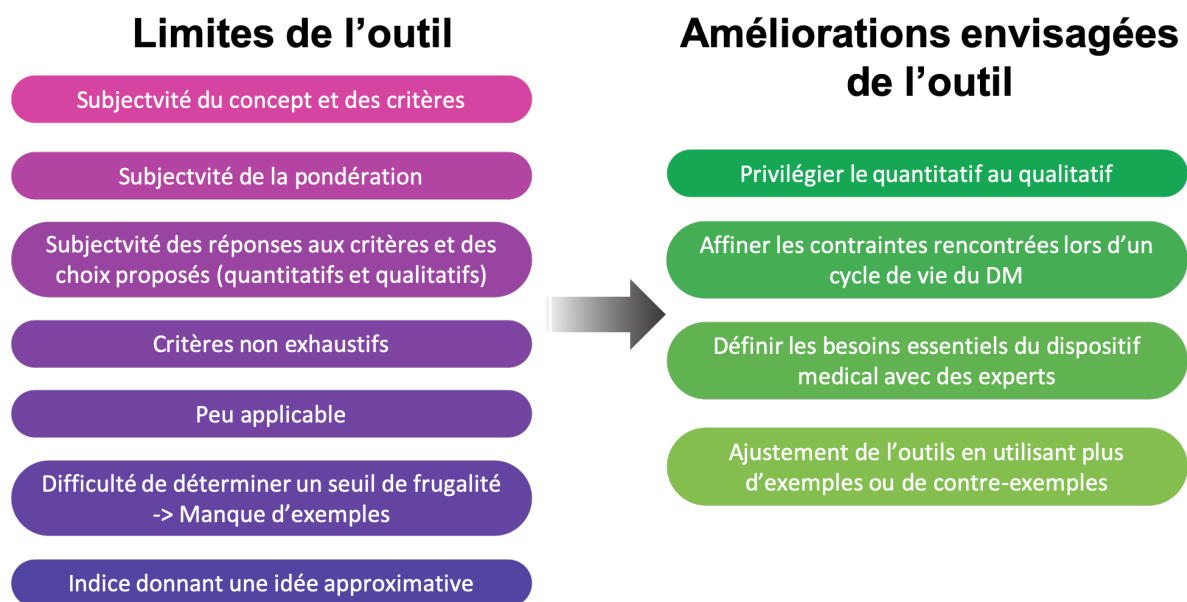 Limites de l’outil
Subjectvité du concept et des critères
Subjectvité de la pondération
Subjectvité des réponses aux critères et des
choix proposés (quantitatifs et qualitatifs)
Critères non exhaustifs
Peu applicable
Difficulté de déterminer un seuil de frugalité
-> Manque d’exemples
Indice donnant une idée approximative
Améliorations envisagées
de l’outil
Privilégier le quantitatif au qualitatif
Affiner les contraintes rencontrées lors d’un
cycle de vie du DM
Définir les besoins essentiels du dispositif
medical avec des experts
Ajustement de l’outils en utilisant plus
d’exemples ou de contre-exemples